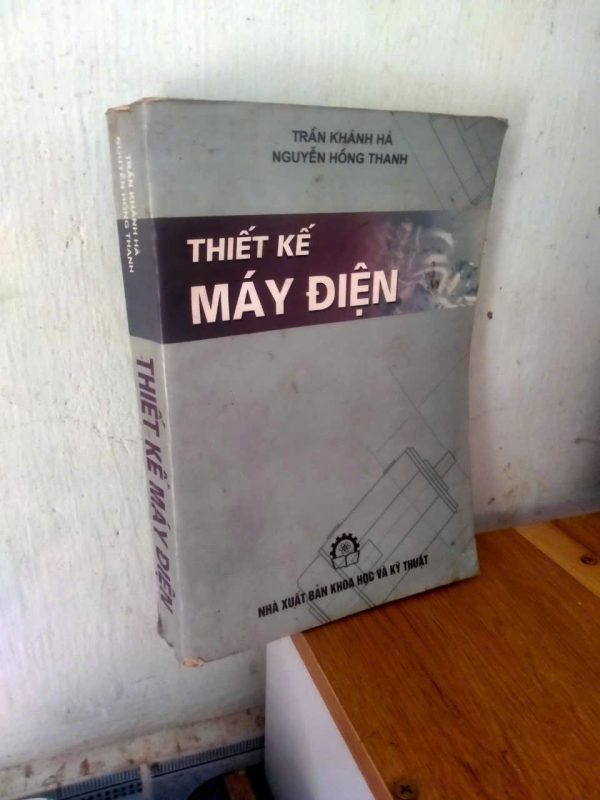 TRẦN KHÁNH HÀ
NGUYỄN HỒNG THANH
THIẾT KẾ
MÁY ĐIỆN
NHÀ XUẤT BẢN KHOA HỌC VÀ KỸ THUẬT
TRẦN KHÁNH HÀ
NGUYỄN HỒNG THANH
THIẾT KẾ MÁY ĐIỆN